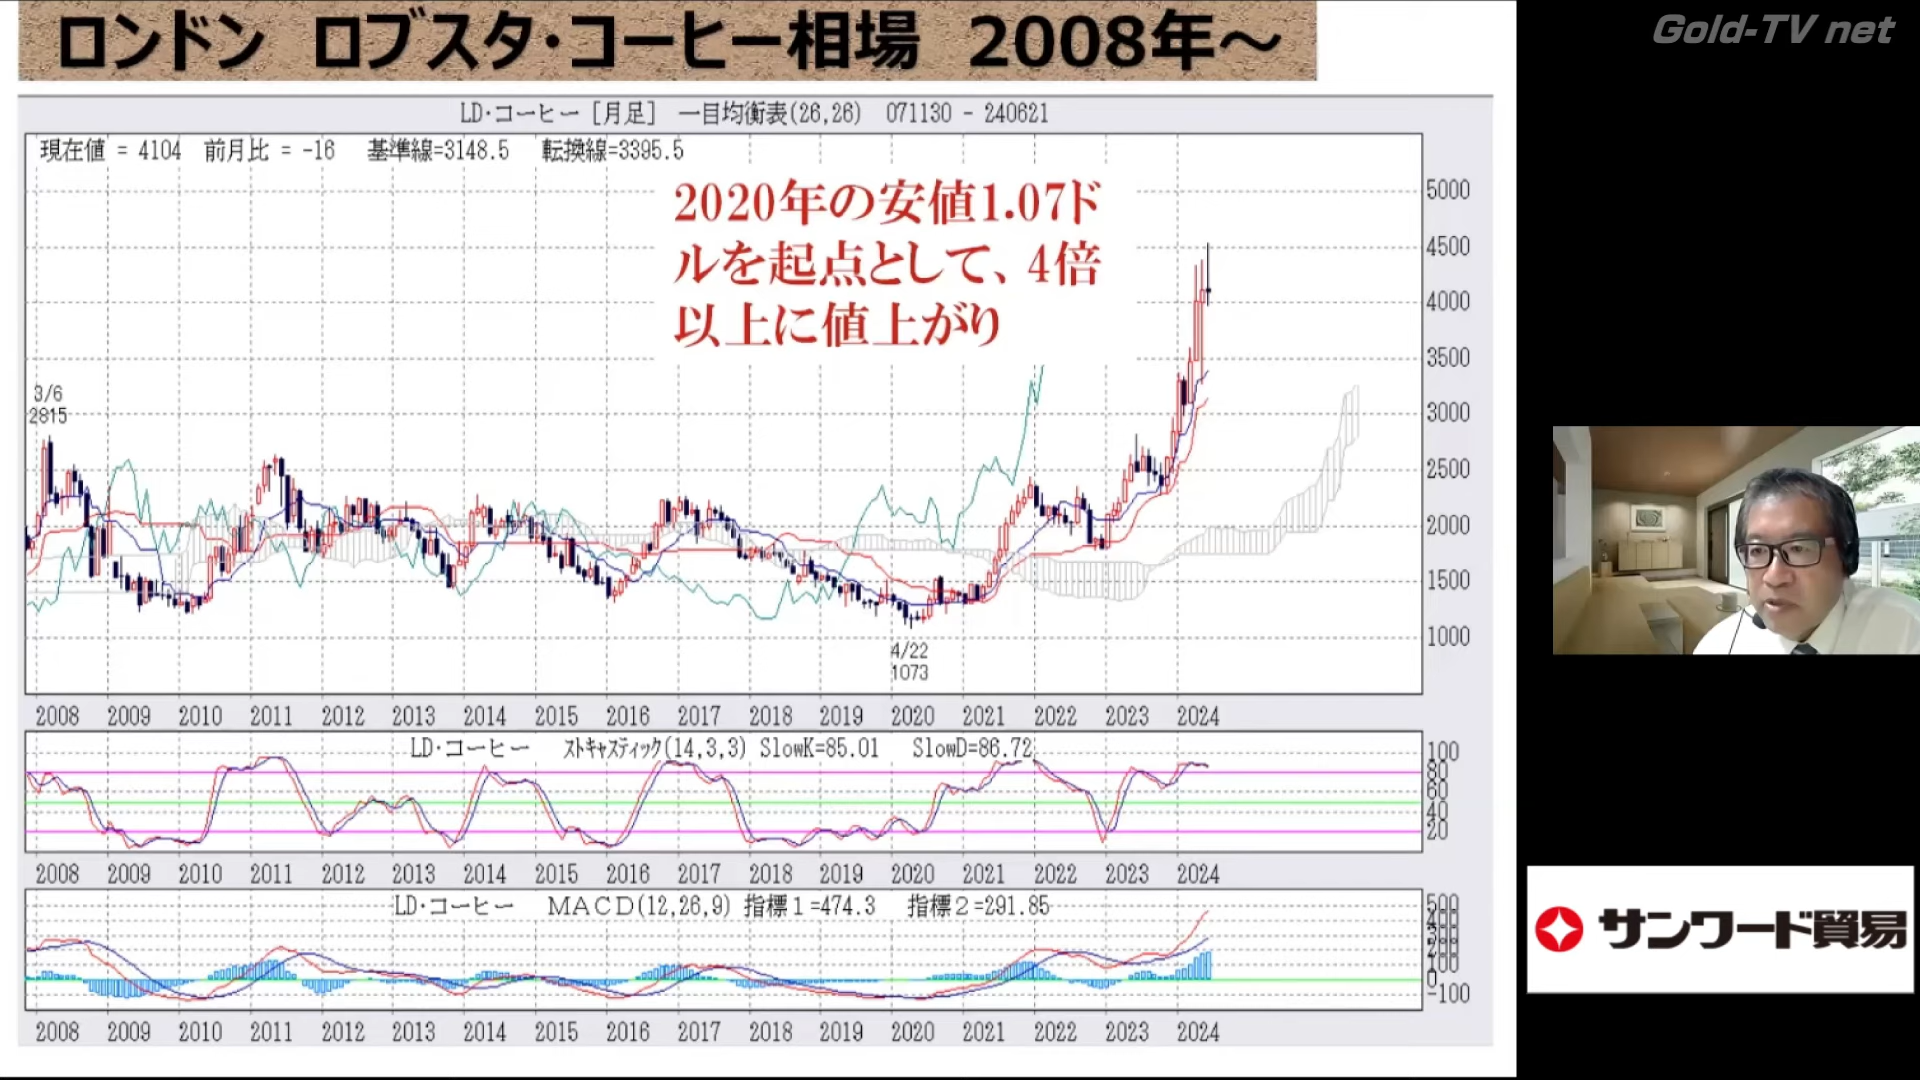 ロンドン　ロブスタ・コーヒー相場　2008年～
Gold-TV net
LD・コーヒー［月足］　一目均衡表(26,26)　071130 - 240621
現在値 = 4104　前月比 = -16　基準線=3148.5　転換線=3395.5
2020年の安値1.07ド
ルを起点として、4倍
以上に値上がり
5000
4500
4000
3500
3000
2500
2000
1500
1000
3/6
2815
4/22
1073
2008 2009 2010 2011 2012 2013 2014 2015 2016 2017 2018 2019 2020 2021 2022 2023 2024
LD・コーヒー　ｽﾄｷｬｽﾃｨｯｸ(14,3,3) SlowK=85.01　SlowD=86.72
100
80
60
40
20
2008 2009 2010 2011 2012 2013 2014 2015 2016 2017 2018 2019 2020 2021 2022 2023 2024
LD・コーヒー　ＭＡＣＤ(12,26,9) 指標１=474.3　指標２=291.85
500
100
0
-100
2008 2009 2010 2011 2012 2013 2014 2015 2016 2017 2018 2019 2020 2021 2022 2023 2024
サンワード貿易